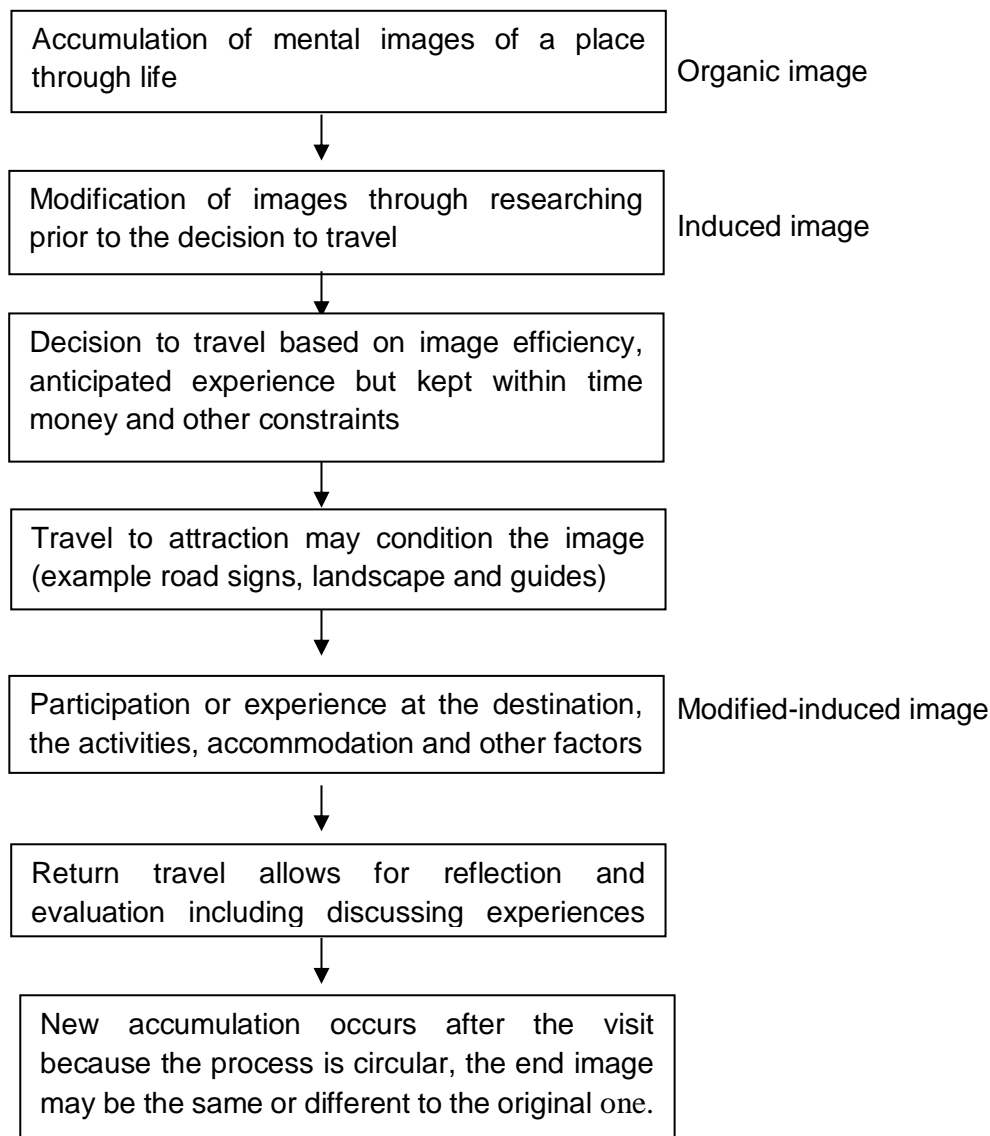 Accumulation of mental images of a place
through life
Organic image
Modification of images through researching
prior to the decision to travel
Induced image
Decision to travel based on image efficiency,
anticipated experience but kept within time
money and other constraints
Travel to attraction may condition the image
(example road signs, landscape and guides)
Participation or experience at the destination,
the activities, accommodation and other factors
Modified-induced image
Return travel allows for reflection and
evaluation including discussing experiences
New accumulation occurs after the visit
because the process is circular, the end image
may be the same or different to the original one.